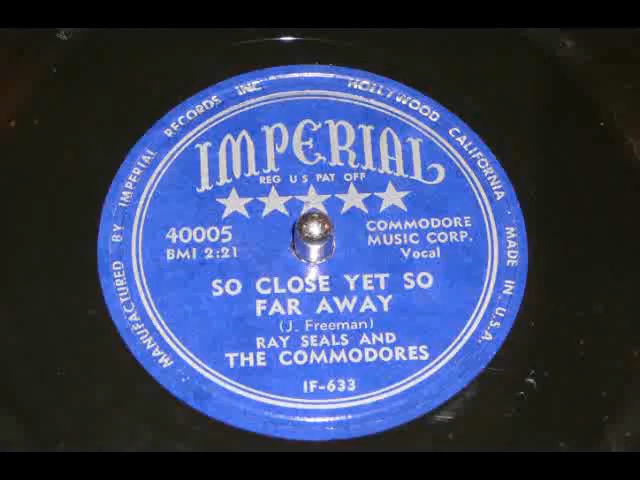 MANUFACTURED BY IMPERIAL RECORDS INC HOLLYWOOD CALIFORNIA · MADE IN U.S.A.
IMPERIAL
REG U S PAT OFF
40005
BMI 2:21
COMMODORE
MUSIC CORP.
Vocal
SO CLOSE YET SO
FAR AWAY
(J. Freeman)
RAY SEALS AND
THE COMMODORES
IF-633